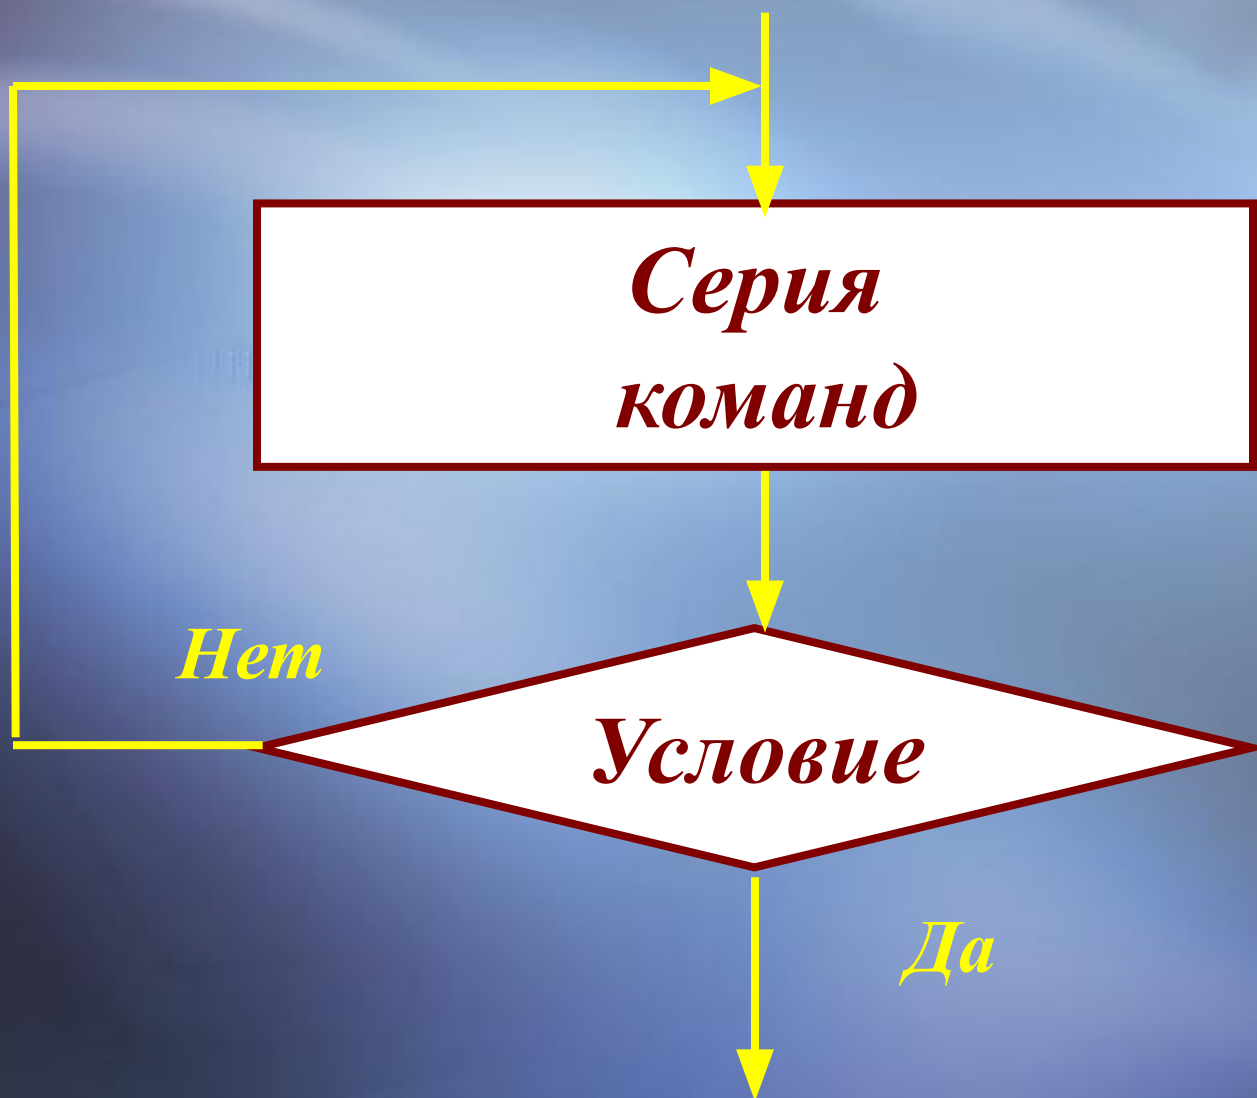 Серия
команд
Нет
Условие
Да